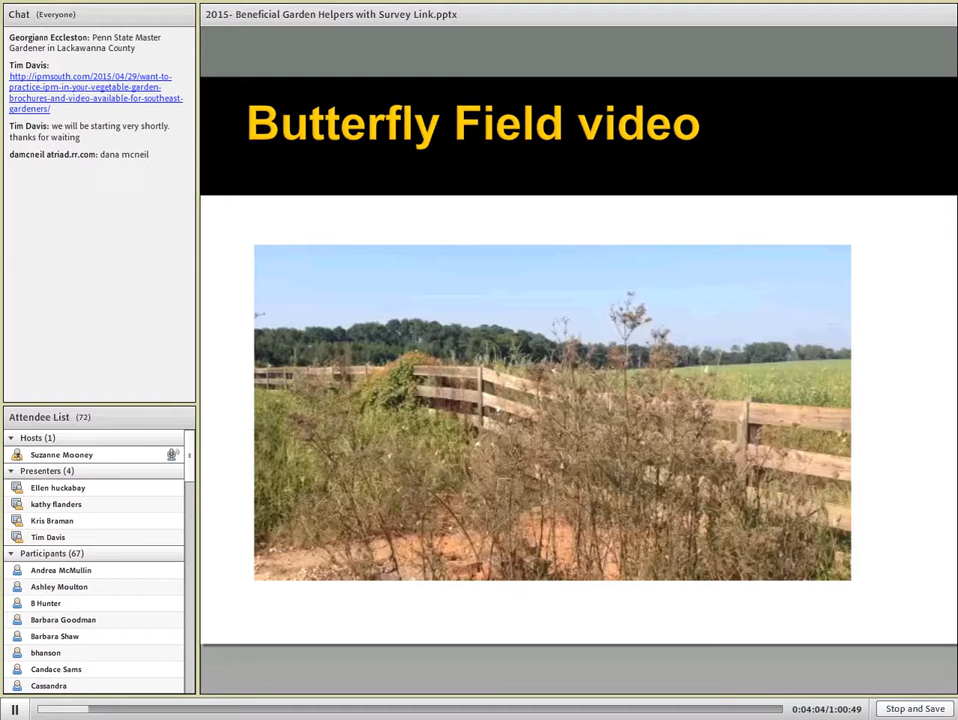 Chat (Everyone)
Georgiann Eccleston: Penn State Master
Gardener in Lackawanna County
Tim Davis:
http://ipmsouth.com/2015/04/29/want-to-
practice-ipm-in-your-vegetable-garden-
brochures-and-video-available-for-southeast-
gardeners/
Tim Davis: we will be starting very shortly.
thanks for waiting
damcneil atriad.rr.com: dana mcneil
Attendee List (72)
Hosts (1)
Suzanne Mooney
Presenters (4)
Ellen huckabay
kathy flanders
Kris Braman
Tim Davis
Participants (67)
Andrea McMullin
Ashley Moulton
B Hunter
Barbara Goodman
Barbara Shaw
bhanson
Candace Sams
Cassandra
2015- Beneficial Garden Helpers with Survey Link.pptx
Butterfly Field video
0:04:04/1:00:49
Stop and Save